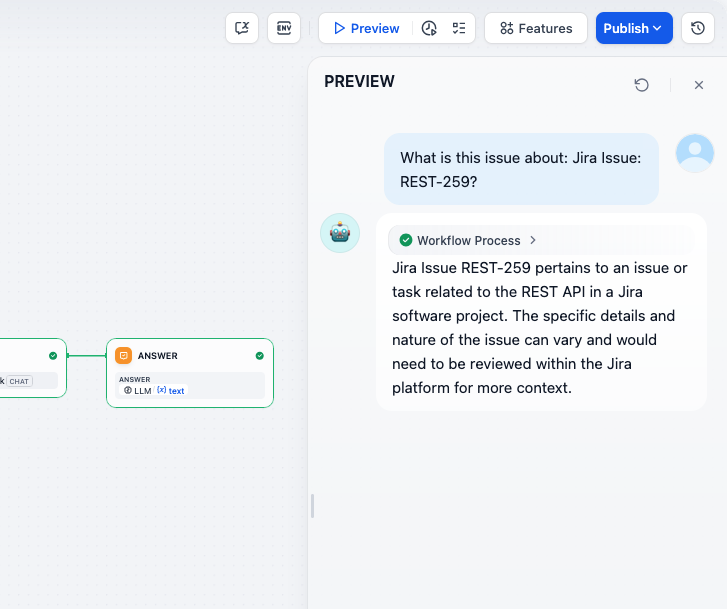 ENV
Preview
Features
Publish
PREVIEW
What is this issue about: Jira Issue:
REST-259?
Workflow Process
Jira Issue REST-259 pertains to an issue or
task related to the REST API in a Jira
software project. The specific details and
nature of the issue can vary and would
need to be reviewed within the Jira
platform for more context.
k CHAT
ANSWER
ANSWER
LLM {x} text